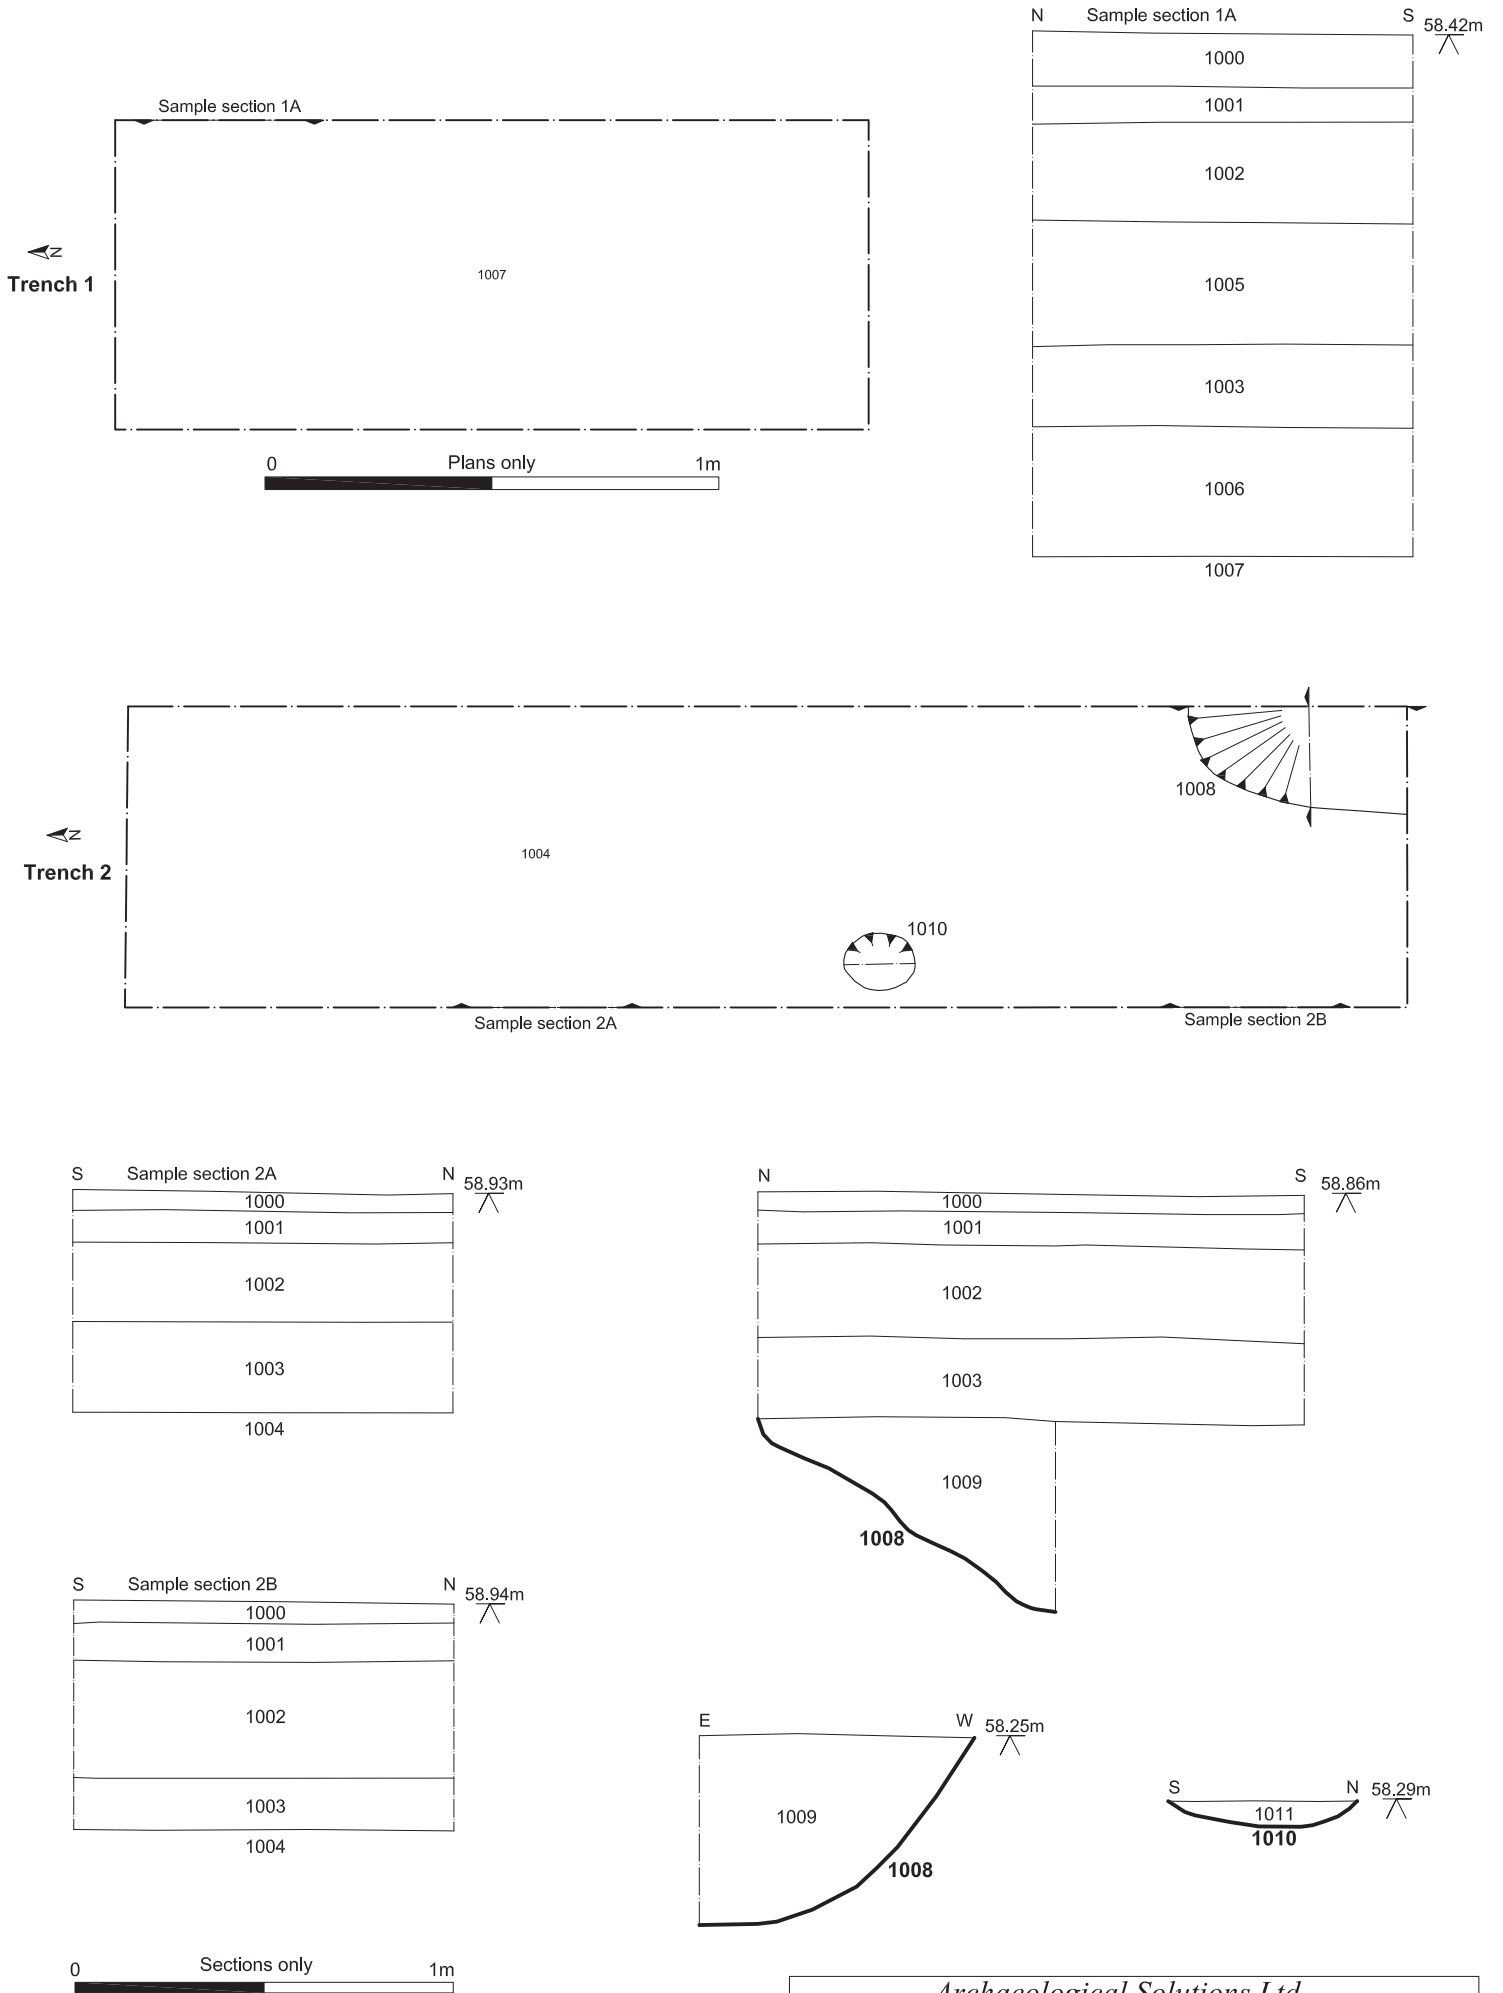 N Sample section 1A S 58.42m
1000
1001
1002
1005
1003
1006
1007
Sample section 1A
N
Trench 1
1007
0 Plans only 1m
N
Trench 2
1004
1008
1010
Sample section 2A
Sample section 2B
S Sample section 2A N 58.93m
1000
1001
1002
1003
1004
N S 58.86m
1000
1001
1002
1003
1009
1008
S Sample section 2B N 58.94m
1000
1001
1002
1003
1004
E W 58.25m
1009
1008
S N 58.29m
1011
1010
0 Sections only 1m
Archaeological Solutions Ltd